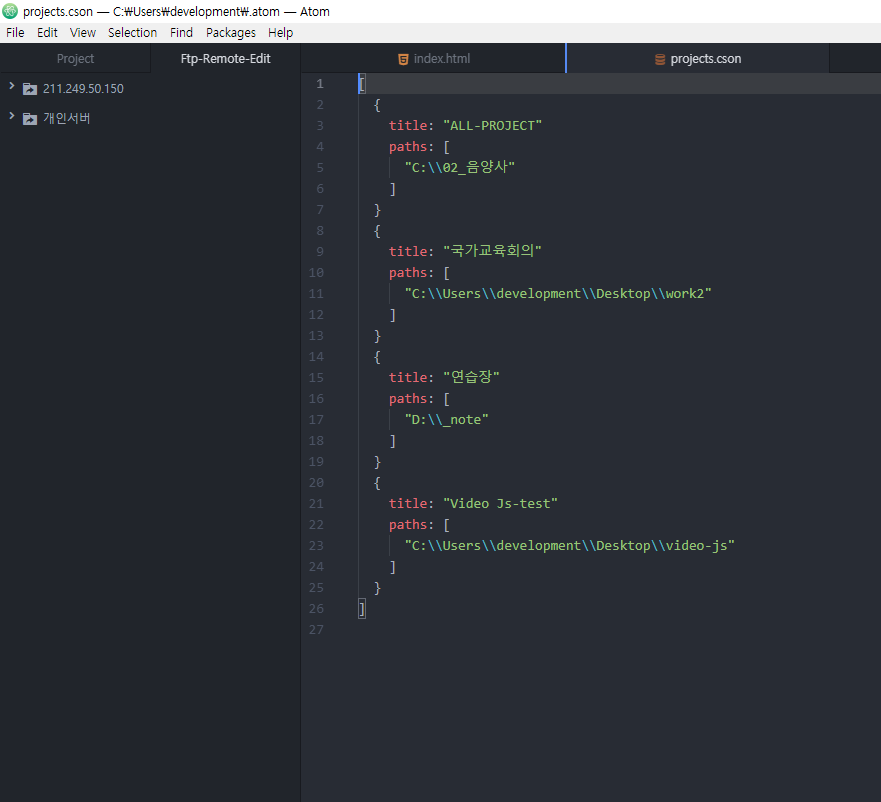 projects.cson — C:₩Users₩development₩.atom — Atom
File Edit View Selection Find Packages Help
Project Ftp-Remote-Edit index.html projects.cson
211.249.50.150
개인서버
1 [
2 {
3 title: "ALL-PROJECT"
4 paths: [
5 "C:\\02_음양사"
6 ]
7 }
8 {
9 title: "국가교육회의"
10 paths: [
11 "C:\\Users\\development\\Desktop\\work2"
12 ]
13 }
14 {
15 title: "연습장"
16 paths: [
17 "D:\\_note"
18 ]
19 }
20 {
21 title: "Video Js-test"
22 paths: [
23 "C:\\Users\\development\\Desktop\\video-js"
24 ]
25 }
26 ]
27